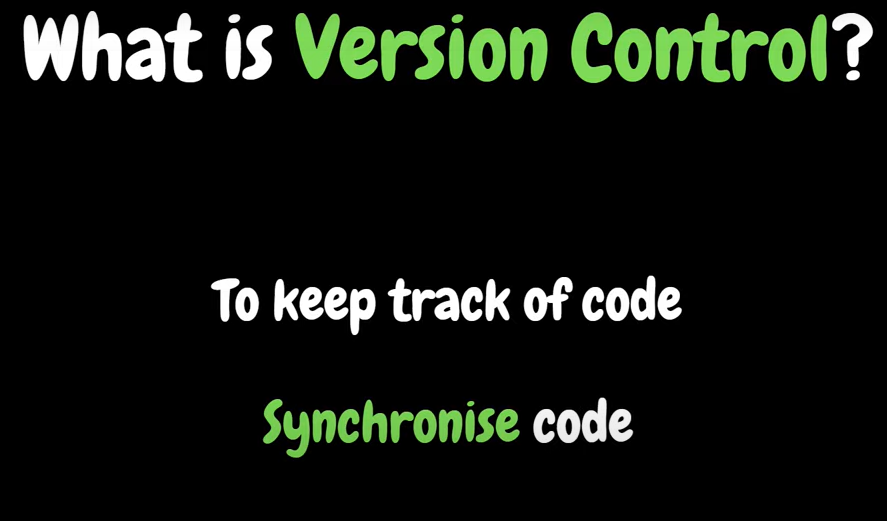 What is Version Control?
To keep track of code
Synchronise code